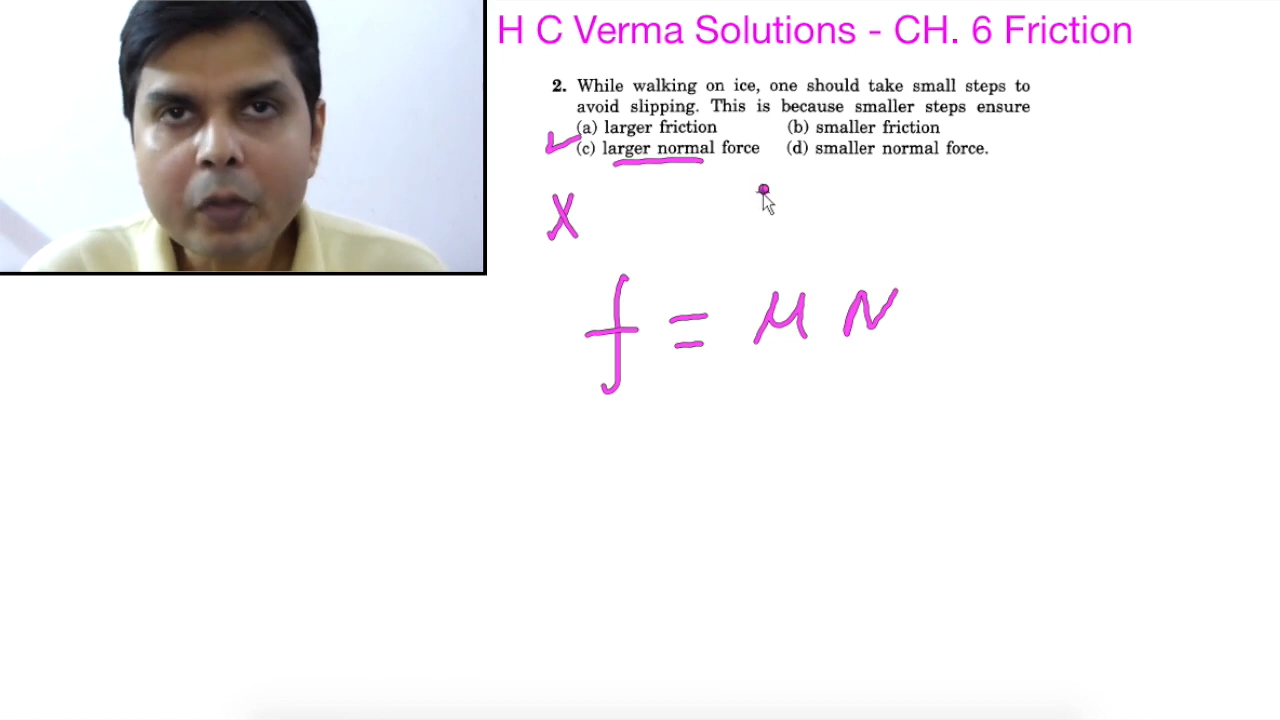 H C Verma Solutions - CH. 6 Friction
2. While walking on ice, one should take small steps to
avoid slipping. This is because smaller steps ensure
(a) larger friction (b) smaller friction
(c) larger normal force (d) smaller normal force.
X
f = μ N